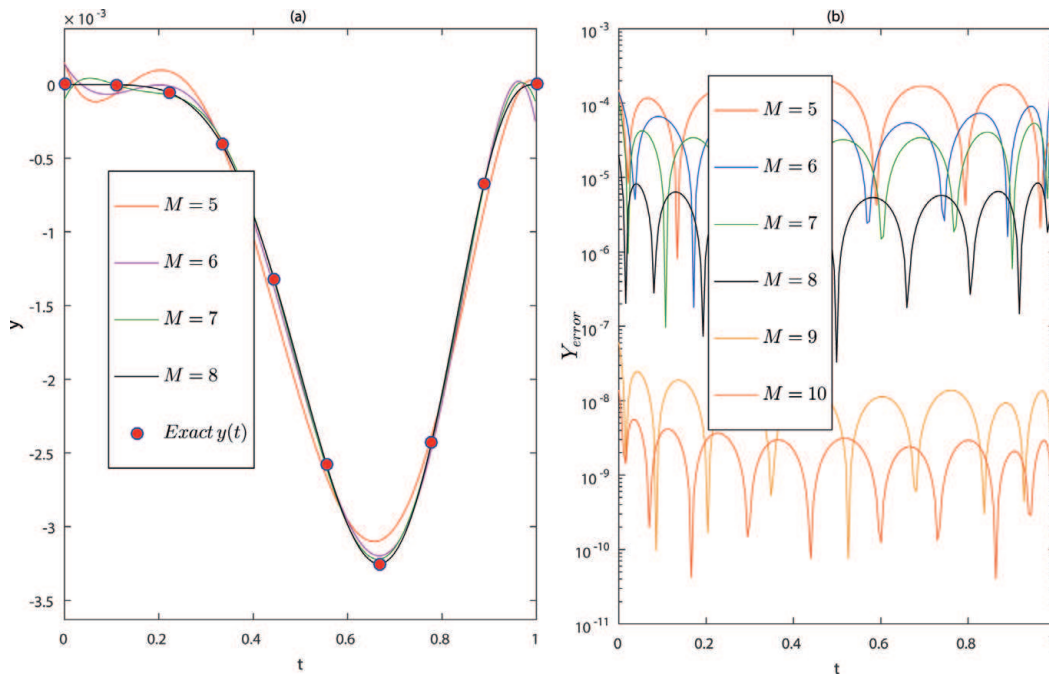 (a)
× 10⁻³
0
-0.5
-1
-1.5
-2
-2.5
-3
-3.5
y
M = 5
M = 6
M = 7
M = 8
Exact y(t)
0
0.2
0.4
0.6
0.8
1
t
(b)
10⁻³
10⁻⁴
10⁻⁵
10⁻⁶
10⁻⁷
10⁻⁸
10⁻⁹
10⁻¹⁰
10⁻¹¹
Y_error
M = 5
M = 6
M = 7
M = 8
M = 9
M = 10
0
0.2
0.4
0.6
0.8
t